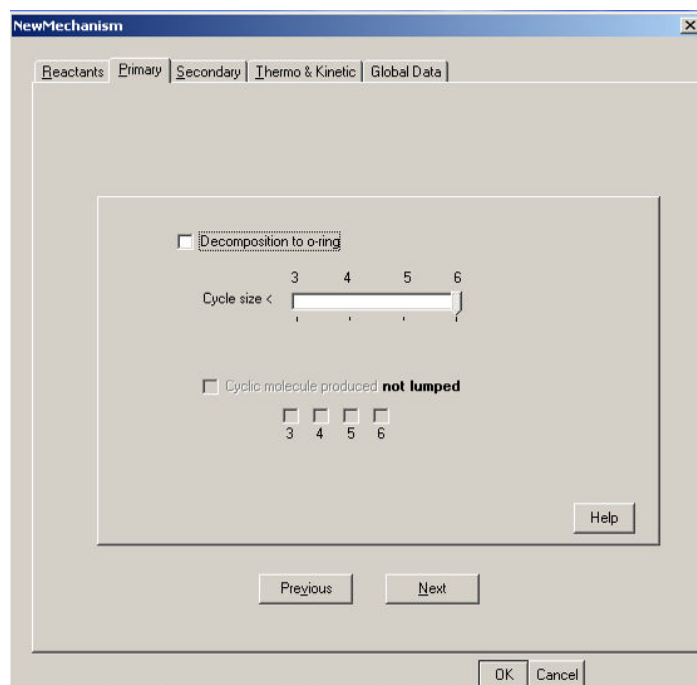 NewMechanism
Reactants Primary Secondary Thermo & Kinetic Global Data
Decomposition to o-ring
3 4 5 6
Cycle size <
Cyclic molecule produced not lumped
3 4 5 6
Help
Previous Next
OK Cancel